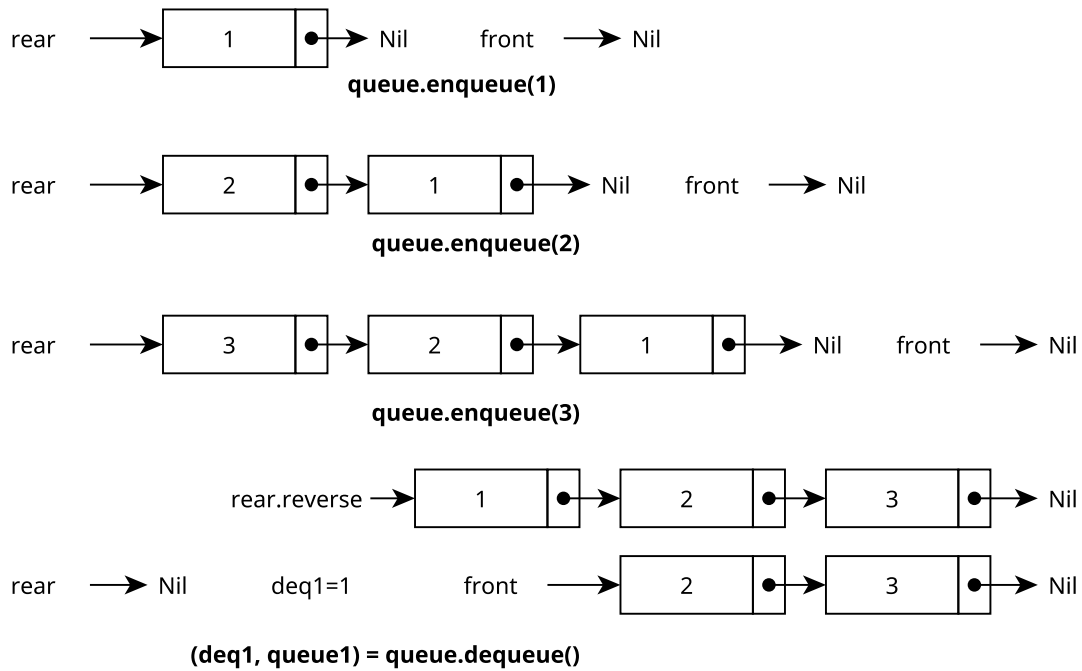 rear 1 Nil front Nil
queue.enqueue(1)
rear 2 1 Nil front Nil
queue.enqueue(2)
rear 3 2 1 Nil front Nil
queue.enqueue(3)
rear.reverse 1 2 3 Nil
rear Nil deq1=1 front 2 3 Nil
(deq1, queue1) = queue.dequeue()